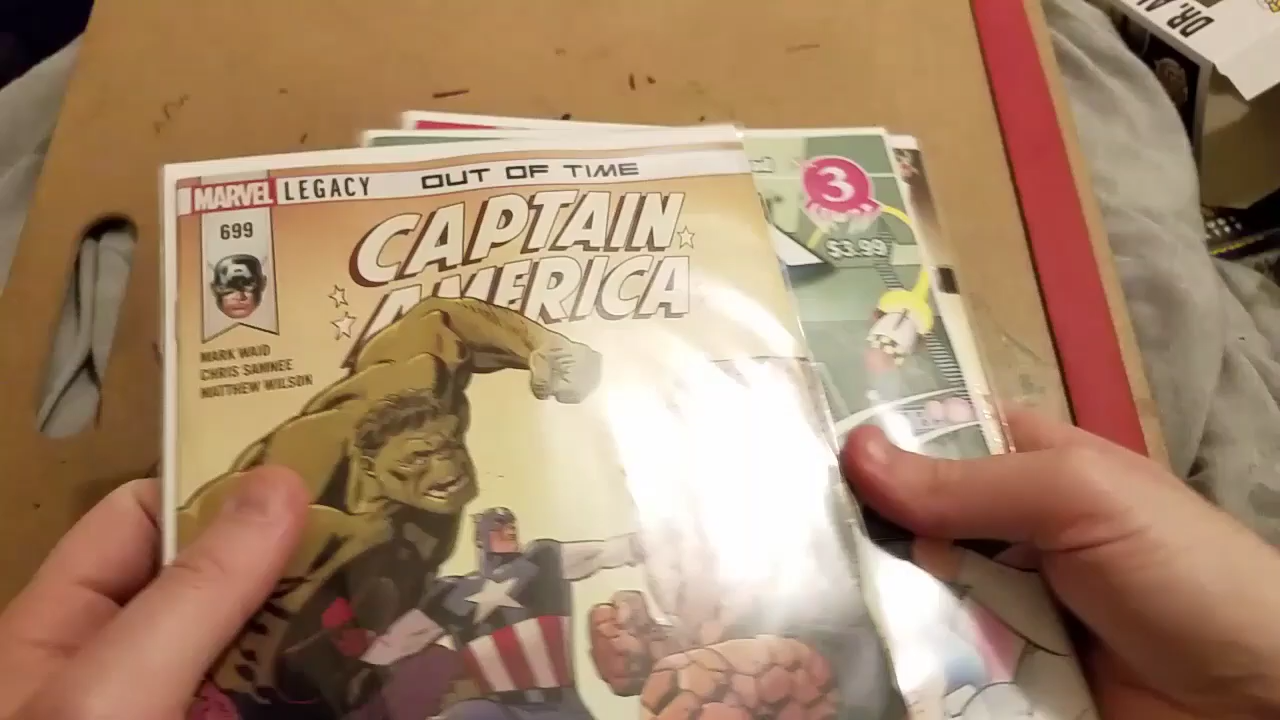 MARVEL LEGACY OUT OF TIME
699
CAPTAIN
AMERICA
MARK WAID
CHRIS SAMNEE
MATTHEW WILSON
3
$3.99